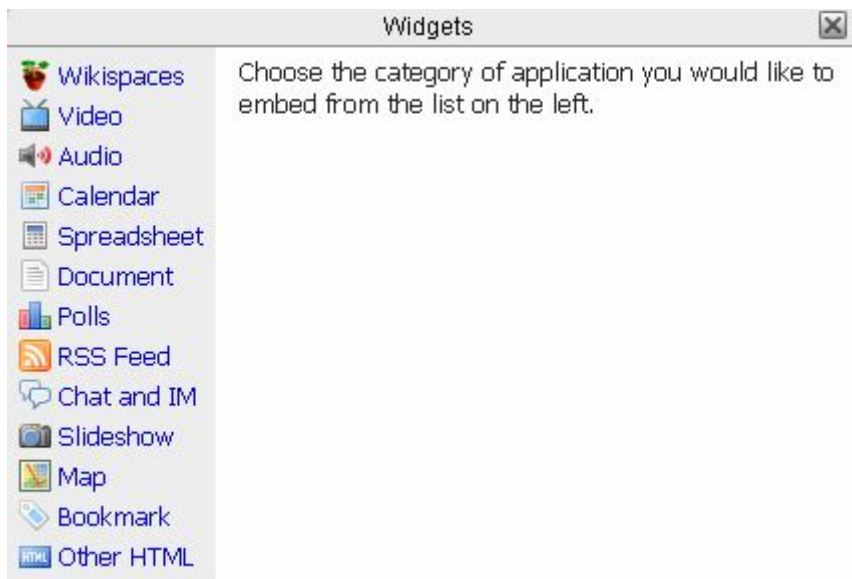 Widgets
Wikispaces
Video
Audio
Calendar
Spreadsheet
Document
Polls
RSS Feed
Chat and IM
Slideshow
Map
Bookmark
HTML Other HTML
Choose the category of application you would like to
embed from the list on the left.